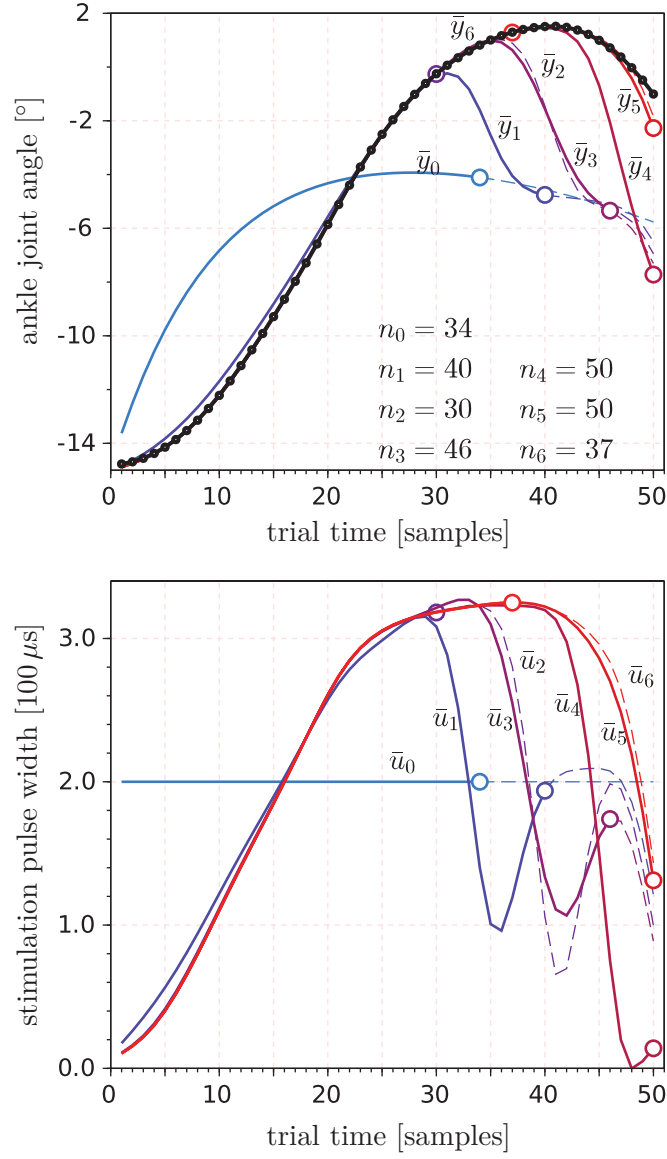 2
-2
-6
-10
-14
ankle joint angle [°]
ȳ₆
ȳ₂
ȳ₅
ȳ₁
ȳ₃
ȳ₀
ȳ₄
n₀ = 34
n₁ = 40 n₄ = 50
n₂ = 30 n₅ = 50
n₃ = 46 n₆ = 37
0 10 20 30 40 50
trial time [samples]
3.0
2.0
1.0
0.0
stimulation pulse width [100 μs]
ū₂
ū₆
ū₁ ū₃ ū₄
ū₅
ū₀
0 10 20 30 40 50
trial time [samples]